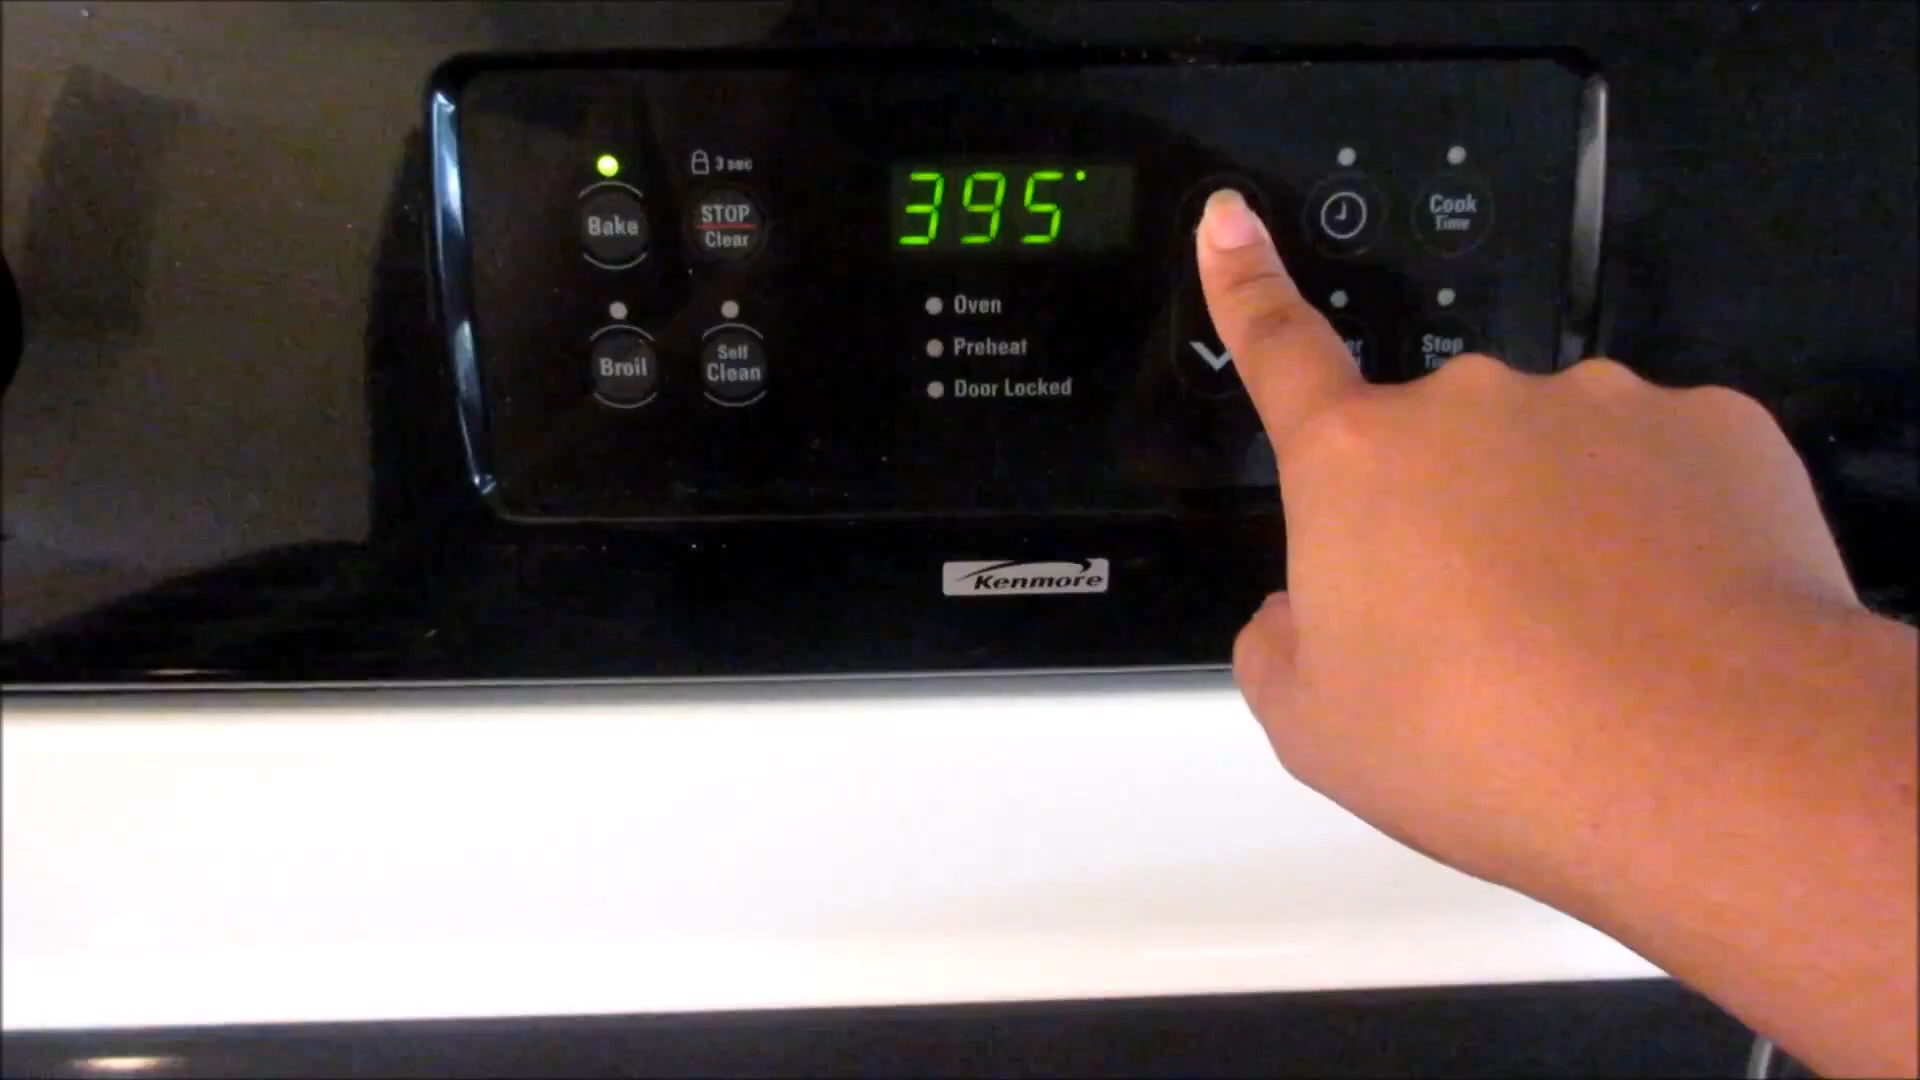 3 sec
Bake
STOP
Clear
395°
Cook
Time
Oven
Preheat
Door Locked
Broil
Self
Clean
Stop
Kenmore